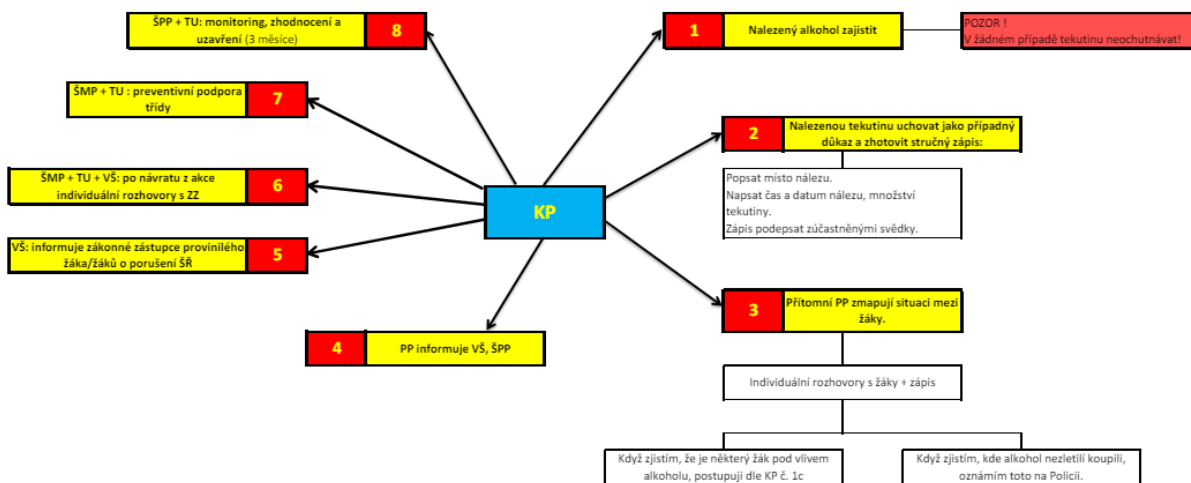 1
Nalezený alkohol zajistit
POZOR !
V žádném případě tekutinu neochutnávat!
2
Nalezenou tekutinu uchovat jako případný
důkaz a zhotovit stručný zápis:
Popsat místo nálezu.
Napsat čas a datum nálezu, množství
tekutiny.
Zápis podepsat zúčastněnými svědky.
3
Přítomní PP zmapují situaci mezi
žáky.
Individuální rozhovory s žáky + zápis
Když zjistím, že je některý žák pod vlivem
alkoholu, postupuji dle KP č. 1c
Když zjistím, kde alkohol nezletilí koupili,
oznámím toto na Policii.
KP
4
PP informuje VŠ, ŠPP
VŠ: informuje zákonné zástupce provinilého
žáka/žáků o porušení ŠŘ
5
ŠMP + TU + VŠ: po návratu z akce
individuální rozhovory s ZZ
6
ŠMP + TU : preventivní podpora
třídy
7
ŠPP + TU: monitoring, zhodnocení a
uzavření (3 měsíce)
8